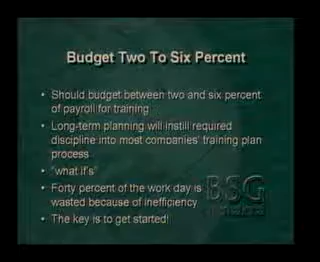 Budget Two To Six Percent
• Should budget between two and six percent
of payroll for training
• Long-term planning will instill required
discipline into most companies' training plan
process
• "what if's"
• Forty percent of the work day is
wasted because of inefficiency
• The key is to get started!
BSG